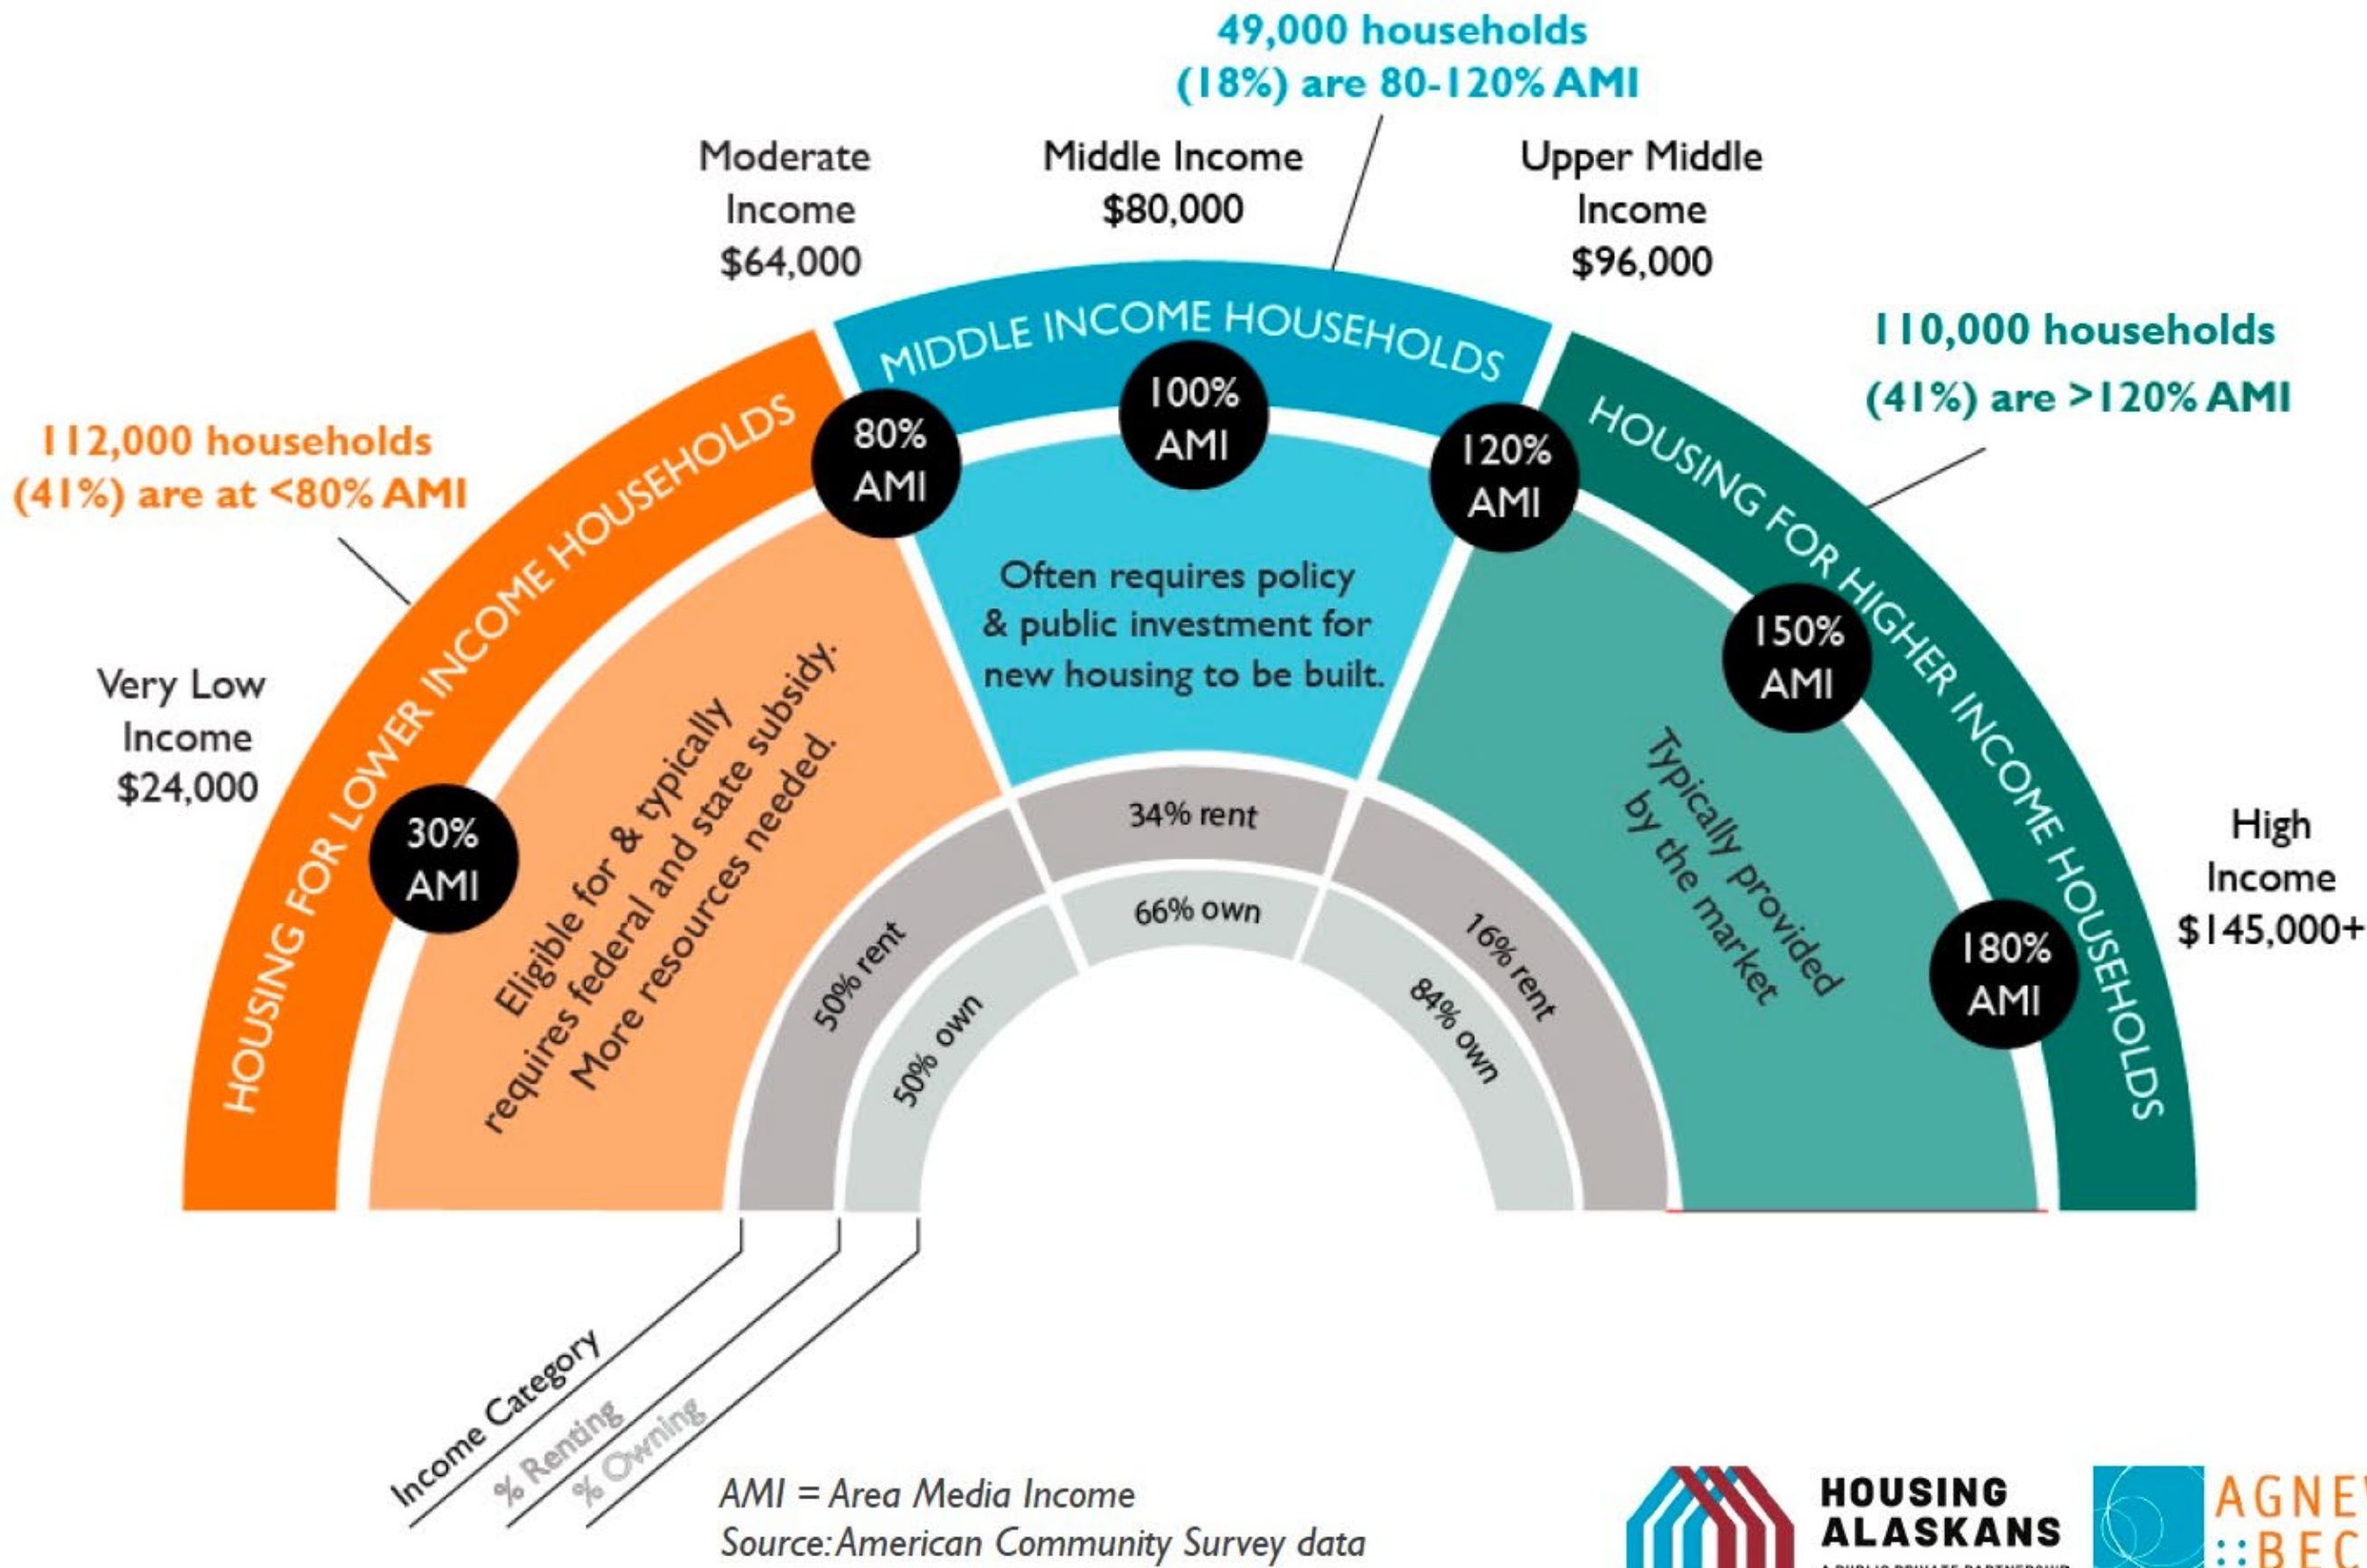 49,000 households
(18%) are 80-120% AMI
Moderate
Income
$64,000
Middle Income
$80,000
Upper Middle
Income
$96,000
110,000 households
(41%) are >120% AMI
112,000 households
(41%) are at <80% AMI
Very Low
Income
$24,000
High
Income
$145,000+
HOUSING FOR LOWER INCOME HOUSEHOLDS
MIDDLE INCOME HOUSEHOLDS
HOUSING FOR HIGHER INCOME HOUSEHOLDS
30%
AMI
80%
AMI
100%
AMI
120%
AMI
150%
AMI
180%
AMI
Eligible for & typically
requires federal and state subsidy.
More resources needed.
Often requires policy
& public investment for
new housing to be built.
Typically provided
by the market
50% rent
34% rent
16% rent
50% own
66% own
84% own
Income Category
% Renting
% Owning
AMI = Area Media Income
Source: American Community Survey data
HOUSING
ALASKANS